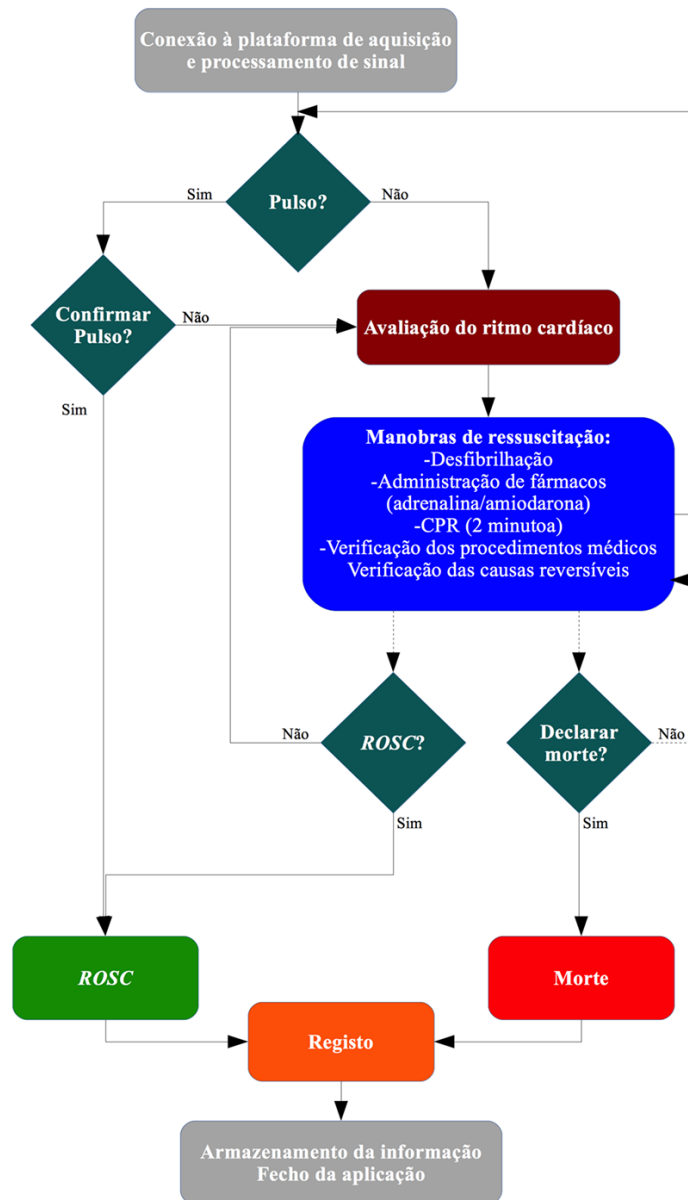 Conexão à plataforma de aquisição
e processamento de sinal
Pulso?
Sim
Não
Confirmar
Pulso?
Não
Sim
Avaliação do ritmo cardíaco
Manobras de ressuscitação:
-Desfibrilhação
-Administração de fármacos
(adrenalina/amiodarona)
-CPR (2 minutoa)
-Verificação dos procedimentos médicos
Verificação das causas reversíveis
ROSC?
Não
Sim
Declarar
morte?
Não
Sim
ROSC
Morte
Registo
Armazenamento da informação
Fecho da aplicação